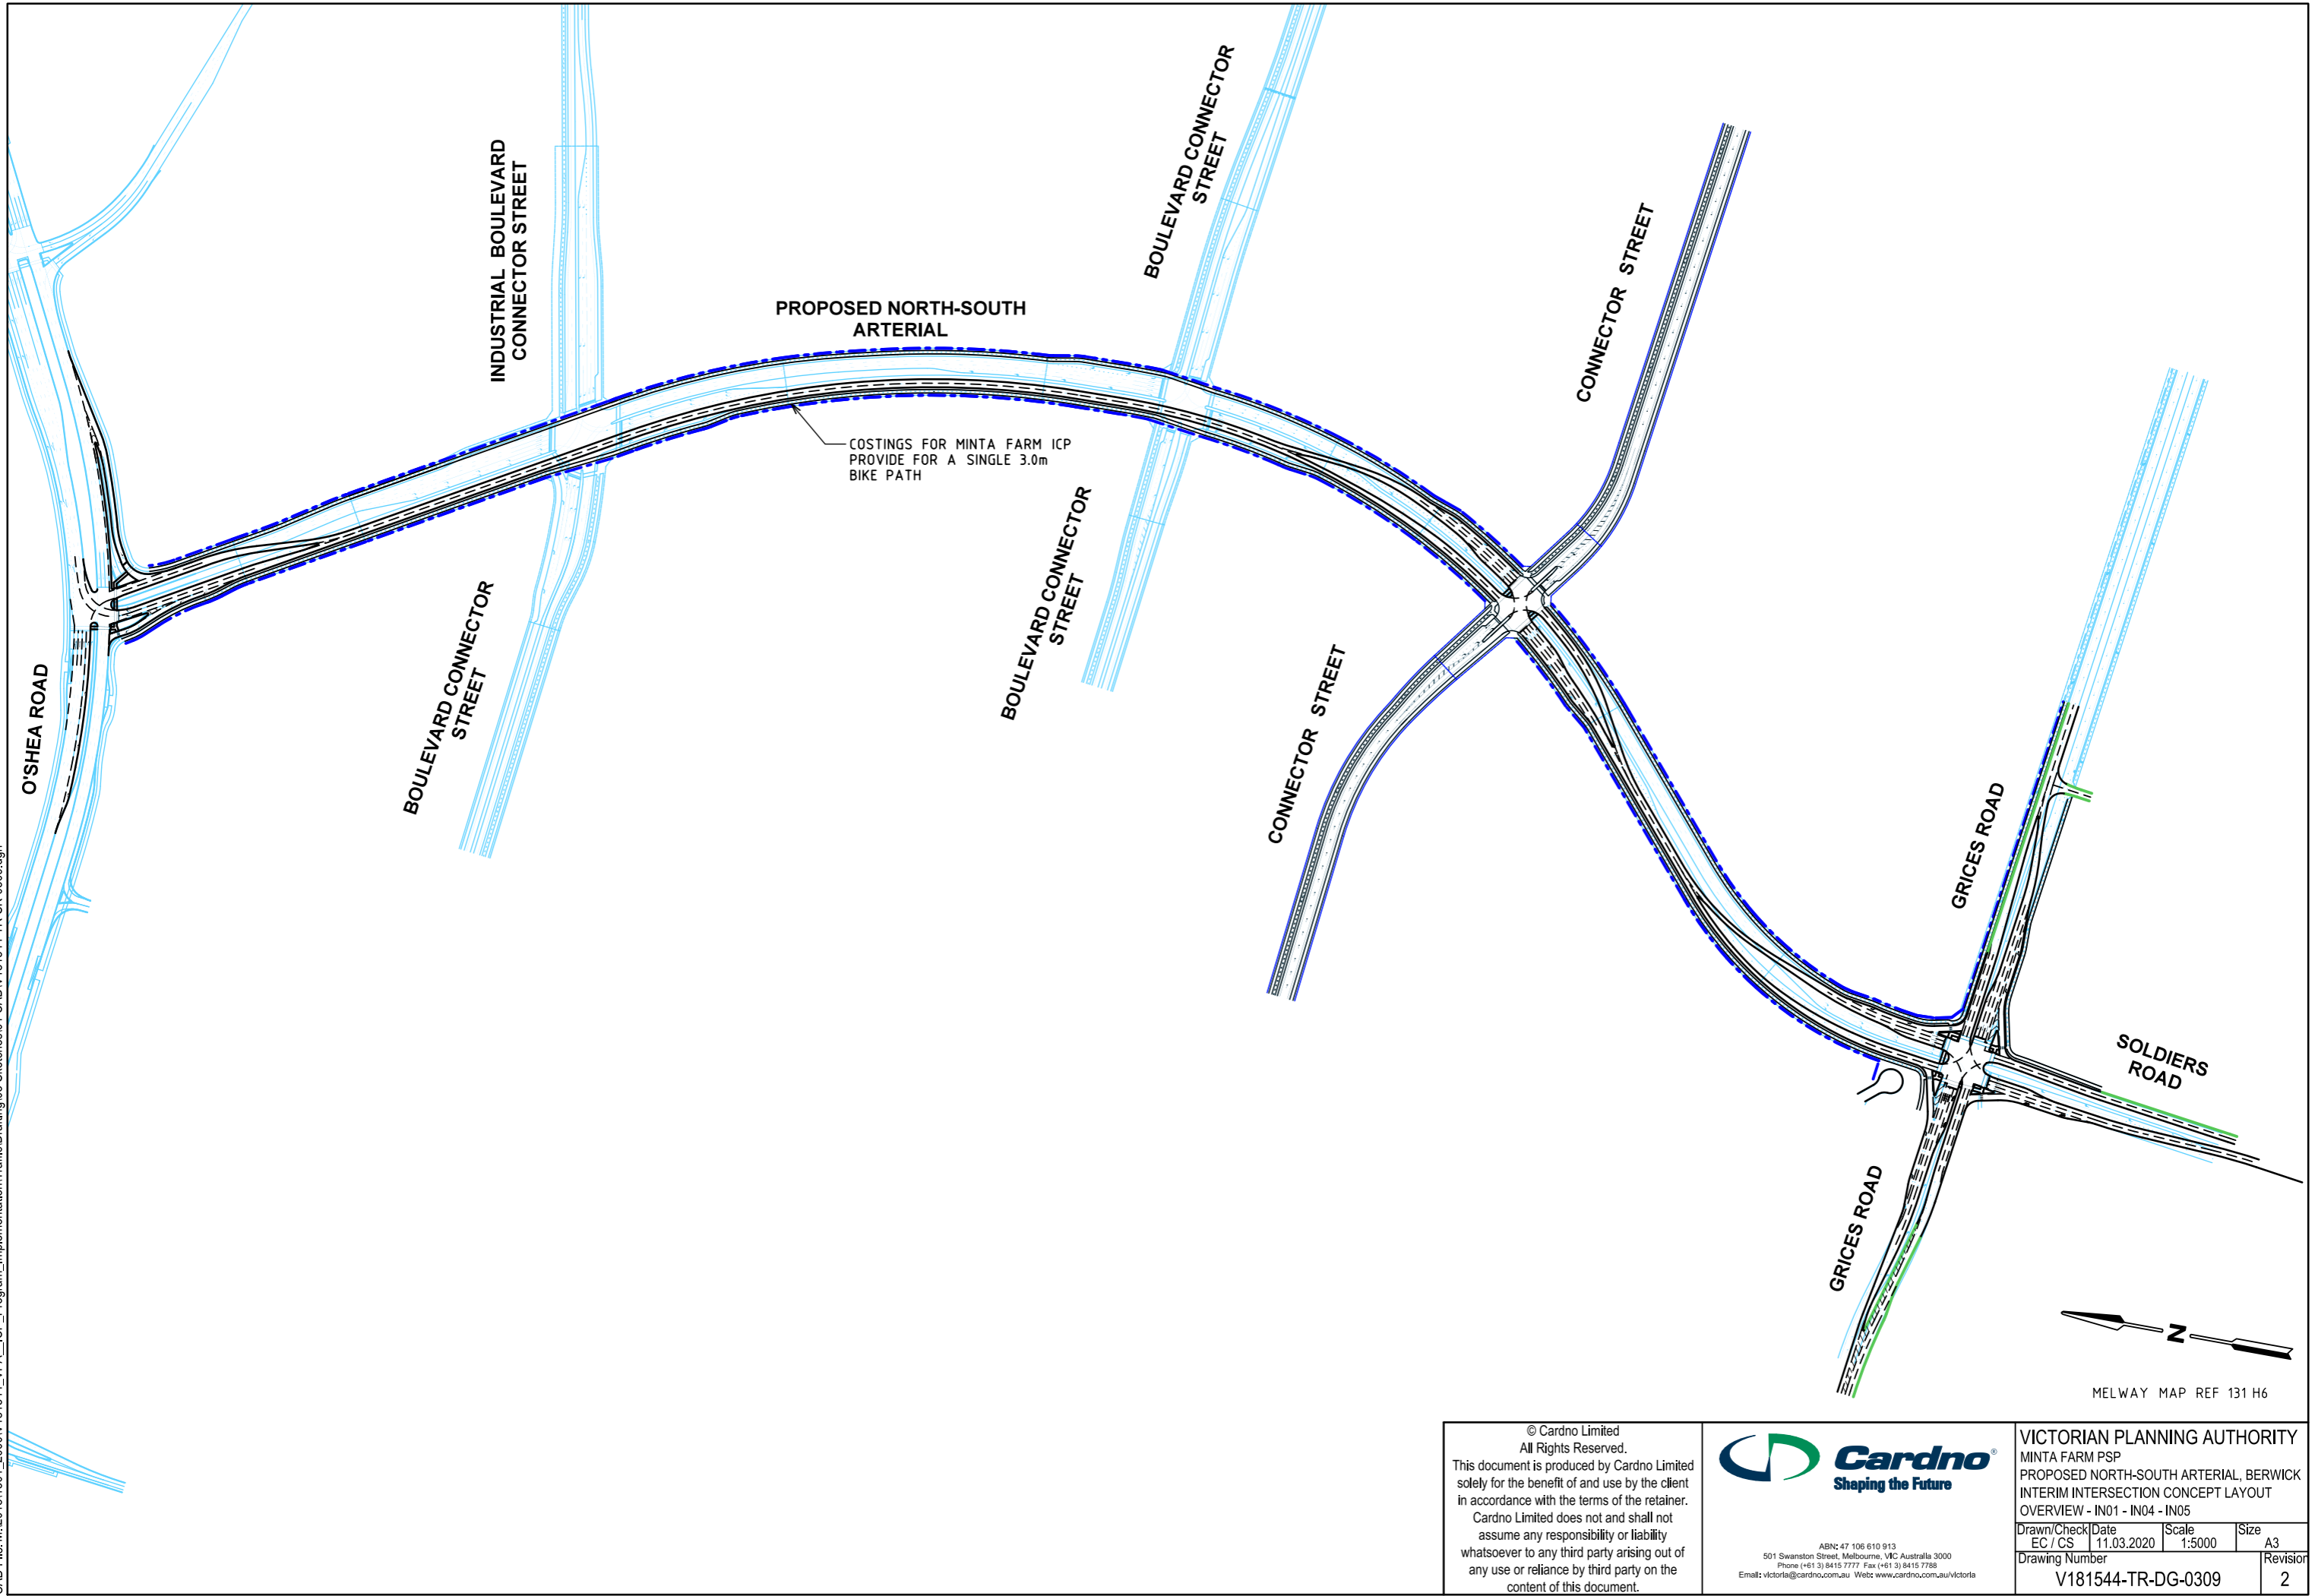 INDUSTRIAL BOULEVARD
CONNECTOR STREET
BOULEVARD CONNECTOR
STREET
CONNECTOR STREET
PROPOSED NORTH-SOUTH
ARTERIAL
COSTINGS FOR MINTA FARM ICP
PROVIDE FOR A SINGLE 3.0m
BIKE PATH
O'SHEA ROAD
BOULEVARD CONNECTOR
STREET
BOULEVARD CONNECTOR
STREET
CONNECTOR STREET
GRICES ROAD
SOLDIERS
ROAD
GRICES ROAD
N
MELWAY MAP REF 131 H6
© Cardno Limited
All Rights Reserved.
This document is produced by Cardno Limited
solely for the benefit of and use by the client
in accordance with the terms of the retainer.
Cardno Limited does not and shall not
assume any responsibility or liability
whatsoever to any third party arising out of
any use or reliance by third party on the
content of this document.
Cardno®
Shaping the Future
ABN: 47 106 610 913
501 Swanston Street, Melbourne, VIC Australia 3000
Phone (+61 3) 8415 7777 Fax (+61 3) 8415 7788
Email: victoria@cardno.com.au Web: www.cardno.com.au/victoria
VICTORIAN PLANNING AUTHORITY
MINTA FARM PSP
PROPOSED NORTH-SOUTH ARTERIAL, BERWICK
INTERIM INTERSECTION CONCEPT LAYOUT
OVERVIEW - IN01 - IN04 - IN05
Drawn/Check Date Scale Size
EC / CS 11.03.2020 1:5000 A3
Drawing Number Revision
V181544-TR-DG-0309 2